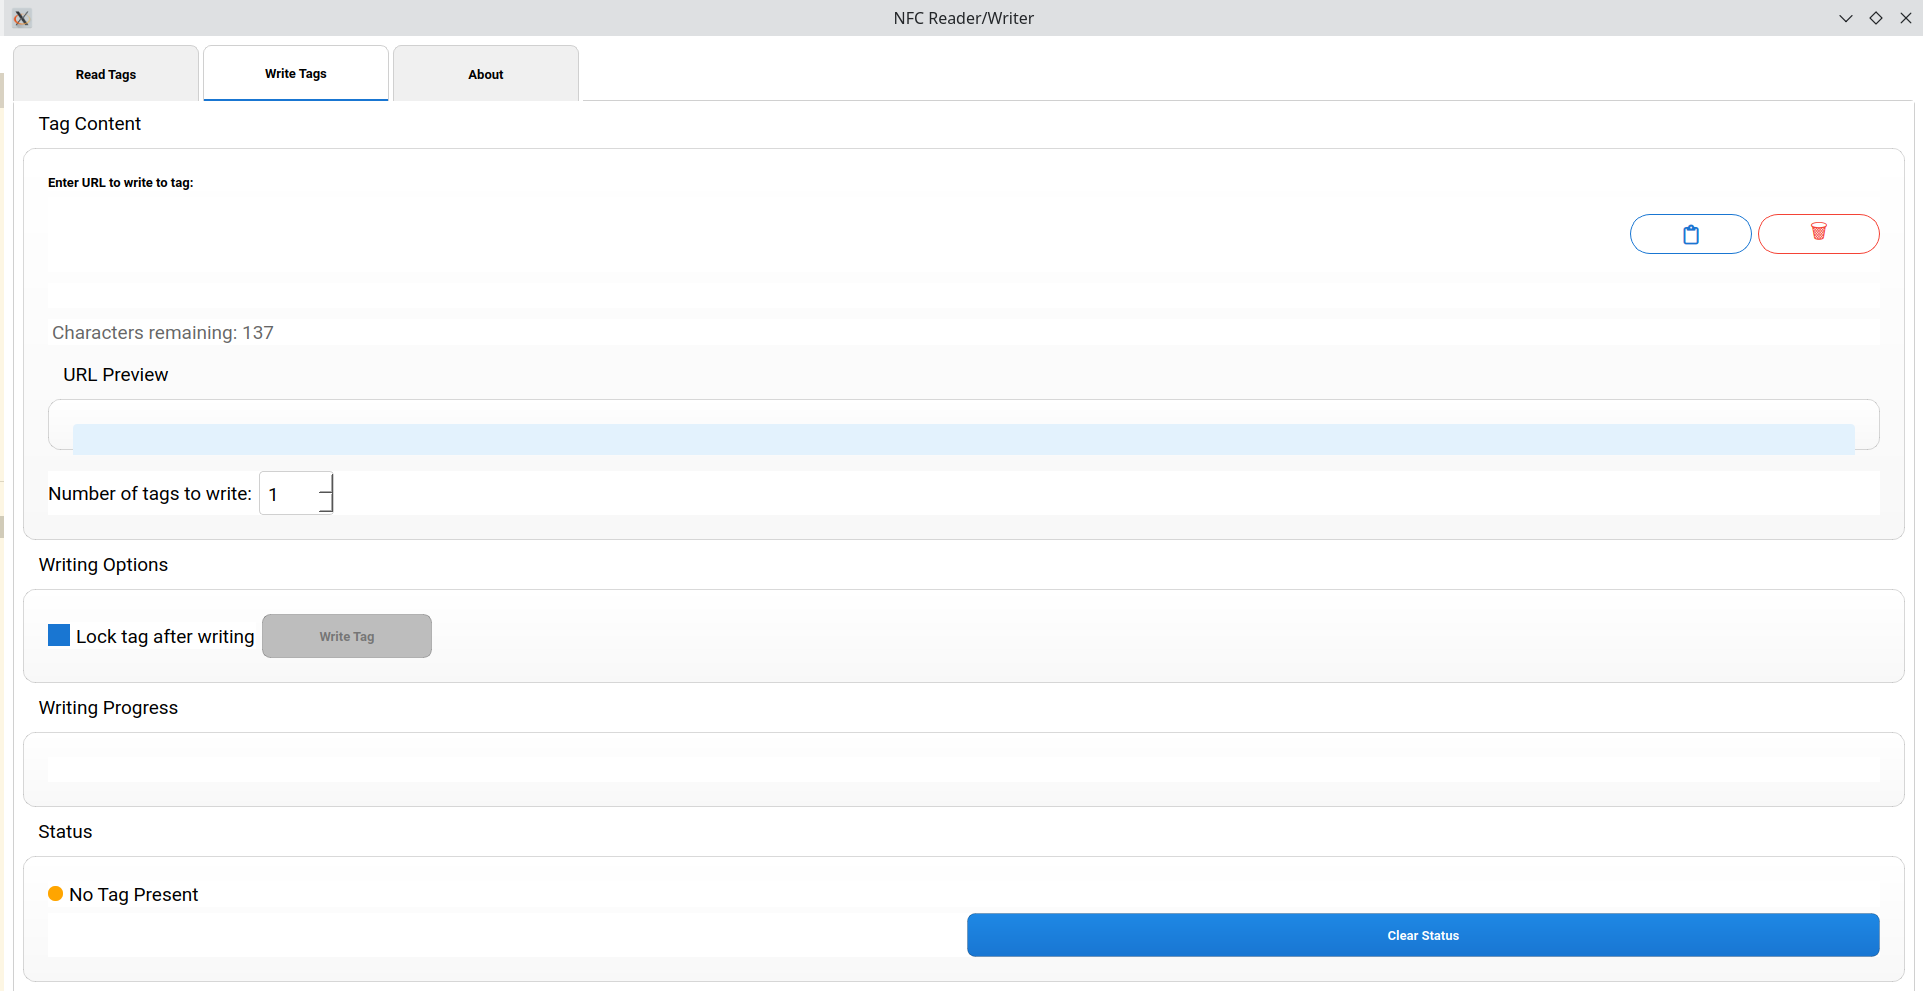 NFC Reader/Writer
Read Tags
Write Tags
About
Tag Content
Enter URL to write to tag:
Characters remaining: 137
URL Preview
Number of tags to write: 1
Writing Options
Lock tag after writing
Write Tag
Writing Progress
Status
No Tag Present
Clear Status